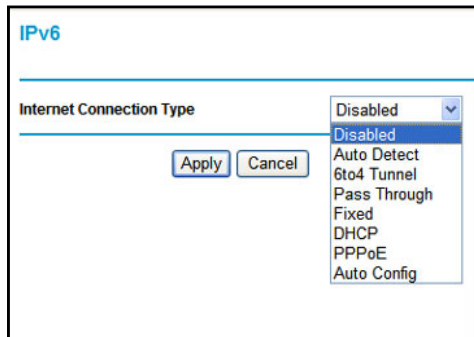 IPv6
Internet Connection Type
Disabled
Disabled
Auto Detect
6to4 Tunnel
Pass Through
Fixed
DHCP
PPPoE
Auto Config
Apply
Cancel